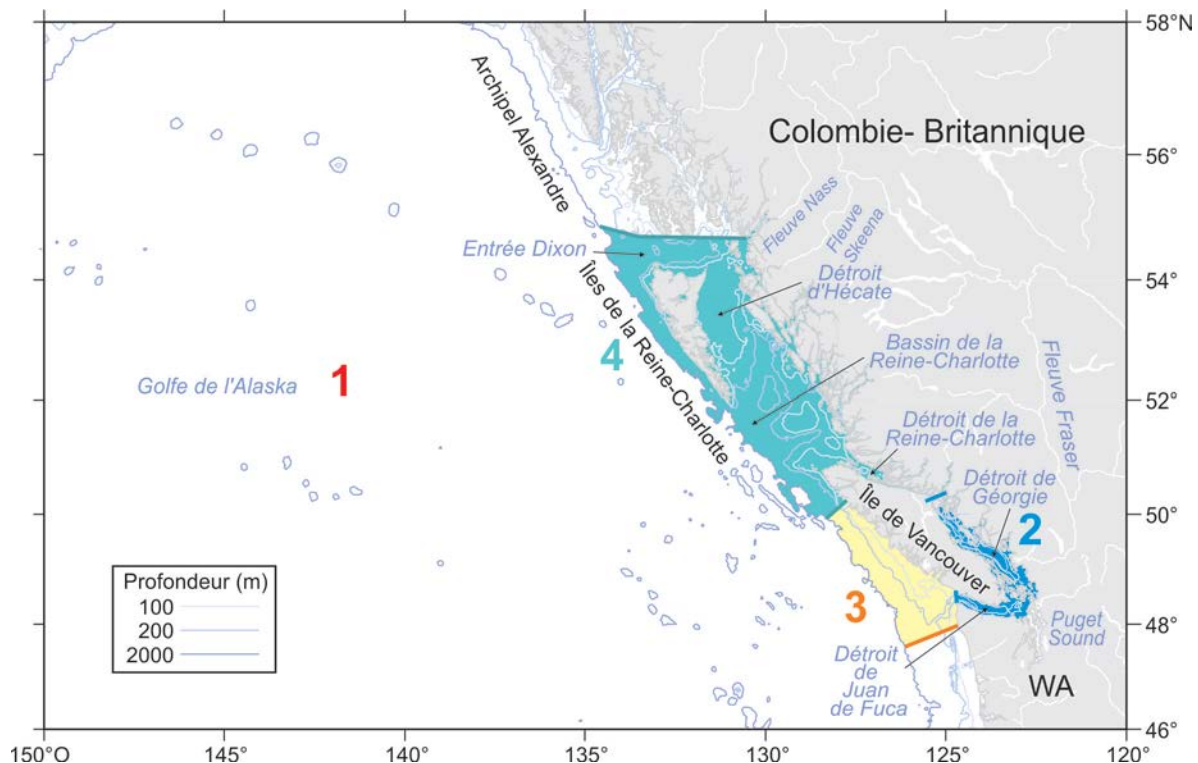 58°N
56°
54°
52°
50°
48°
46°
Archipel Alexandre
Colombie- Britannique
Fleuve Nass
Fleuve
Skeena
Entrée Dixon
Détroit
d'Hécate
Îles de la Reine-Charlotte
4
Bassin de la
Reine-Charlotte
1
Golfe de l'Alaska
Détroit de la
Reine-Charlotte
Fleuve Fraser
Détroit de
Géorgie
2
Île de Vancouver
3
Puget
Sound
Détroit
de
Juan
de Fuca
WA
Profondeur (m)
100
200
2000
150°O
145°
140°
135°
130°
125°
120°